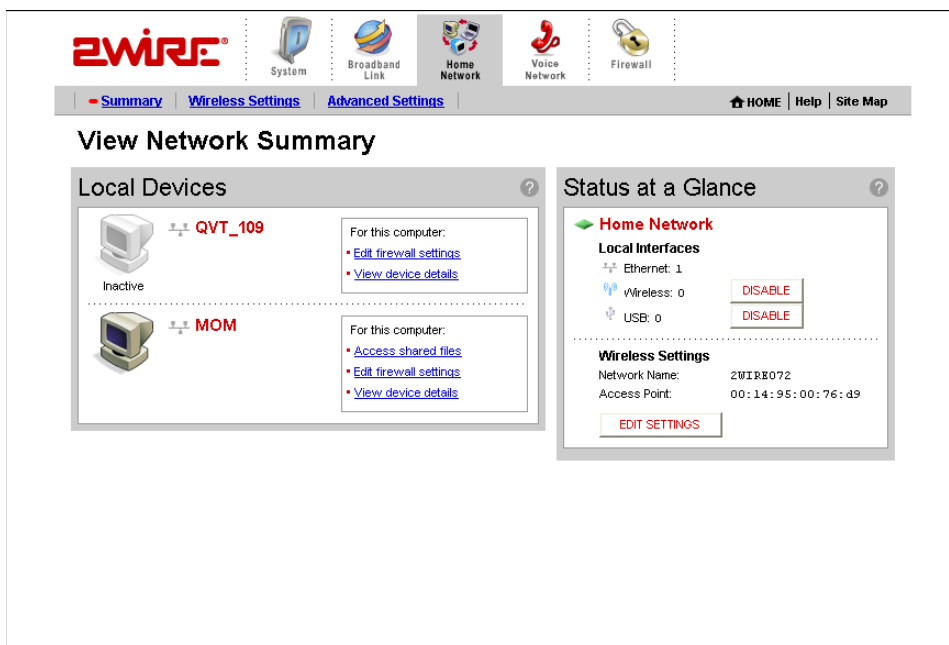 2WIRE®
System
Broadband Link
Home Network
Voice Network
Firewall
Summary | Wireless Settings | Advanced Settings |
HOME | Help | Site Map
View Network Summary
Local Devices
?
QVT_109
Inactive
For this computer:
Edit firewall settings
View device details
MOM
For this computer:
Access shared files
Edit firewall settings
View device details
Status at a Glance
?
Home Network
Local Interfaces
Ethernet: 1
Wireless: 0 DISABLE
USB: 0 DISABLE
Wireless Settings
Network Name: 2WIRE072
Access Point: 00:14:95:00:76:d9
EDIT SETTINGS